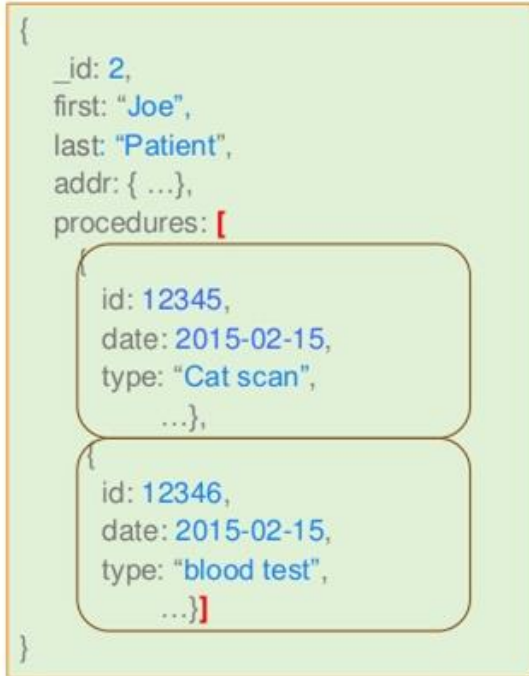 {
_id: 2,
first: “Joe”,
last: “Patient”,
addr: { …},
procedures: [
{
id: 12345,
date: 2015-02-15,
type: “Cat scan”,
…},
{
id: 12346,
date: 2015-02-15,
type: “blood test”,
…}]
}